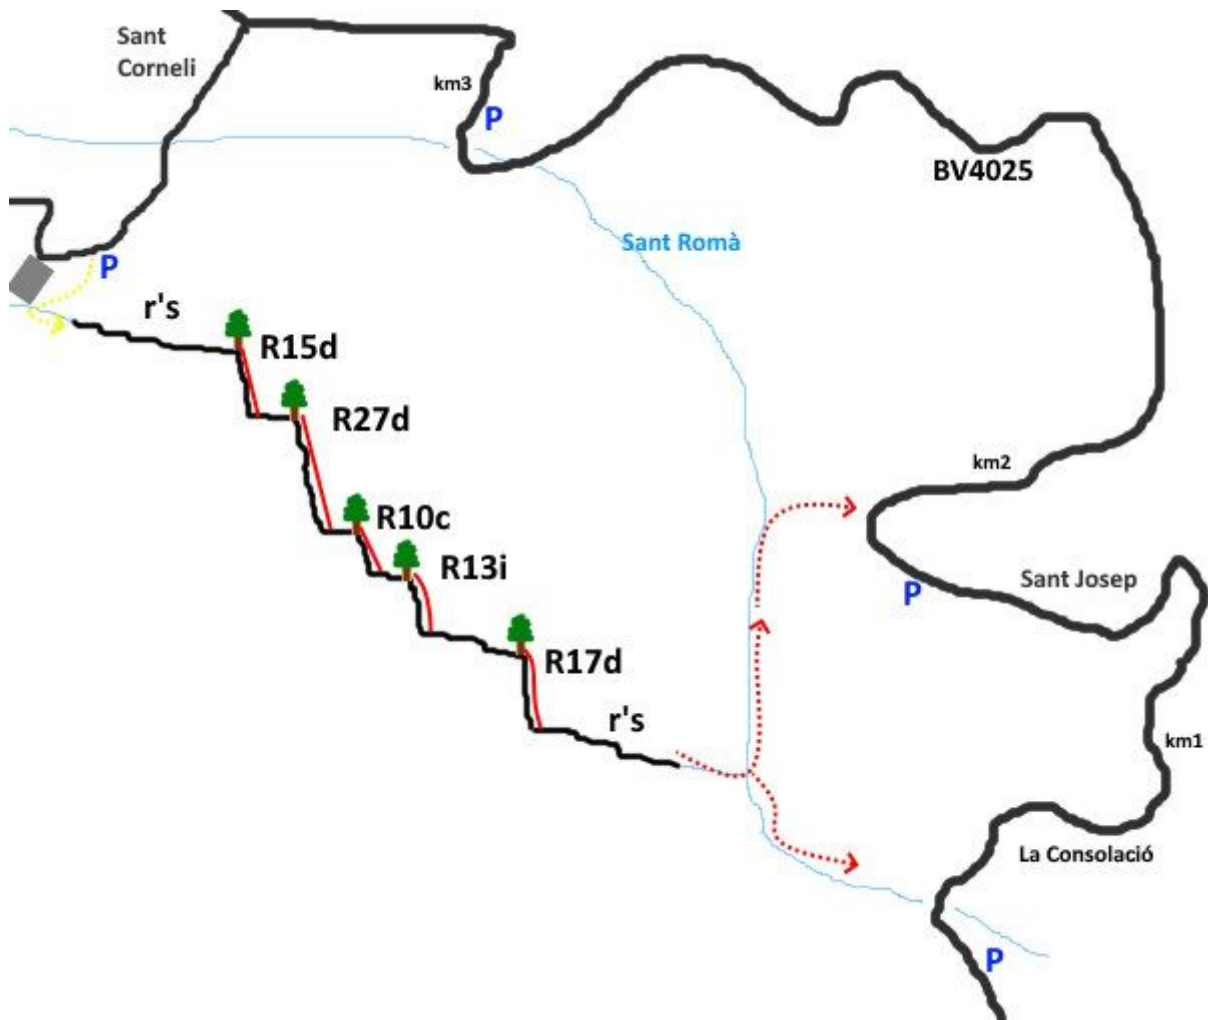 Sant
Corneli
km3
P
BV4025
Sant Romà
P
r's
R15d
R27d
km2
R10c
R13i
Sant Josep
P
R17d
r's
km1
La Consolació
P